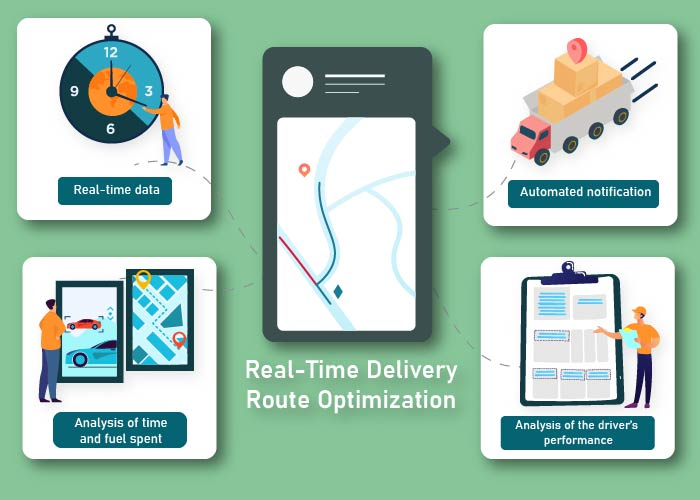 12
9
3
6
Real-time data
Automated notification
Analysis of time
and fuel spent
Real-Time Delivery
Route Optimization
Analysis of the driver's
performance